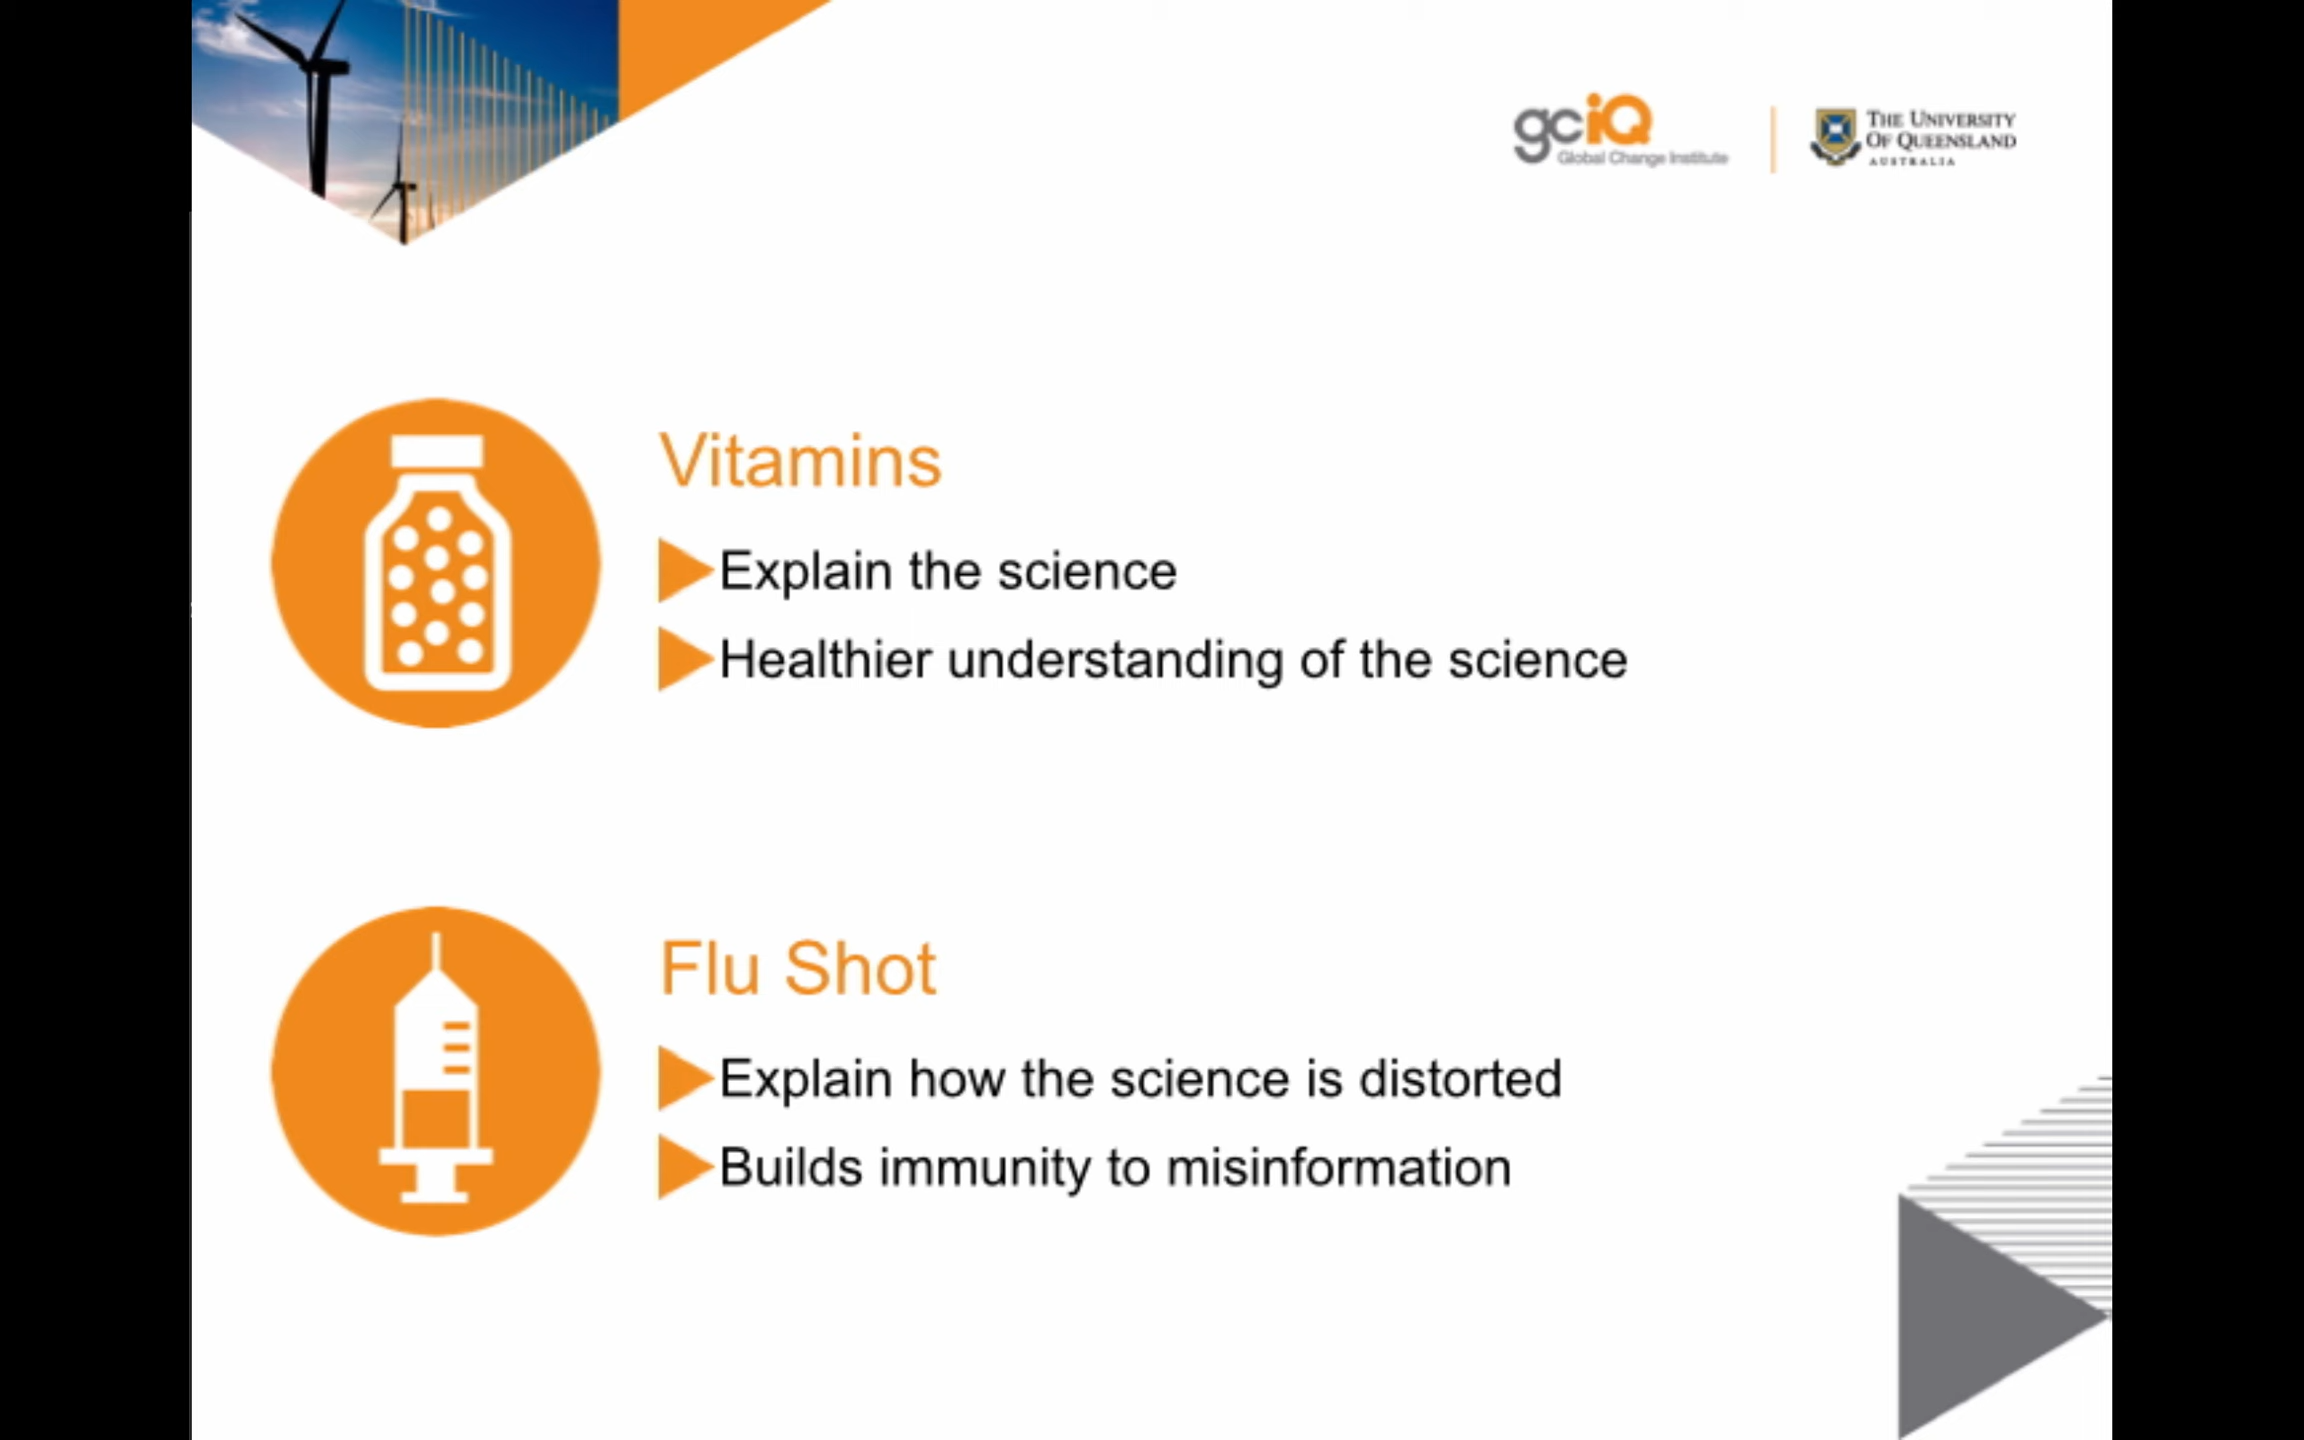 gciQ
Global Change Institute
THE UNIVERSITY
OF QUEENSLAND
AUSTRALIA
Vitamins
Explain the science
Healthier understanding of the science
Flu Shot
Explain how the science is distorted
Builds immunity to misinformation